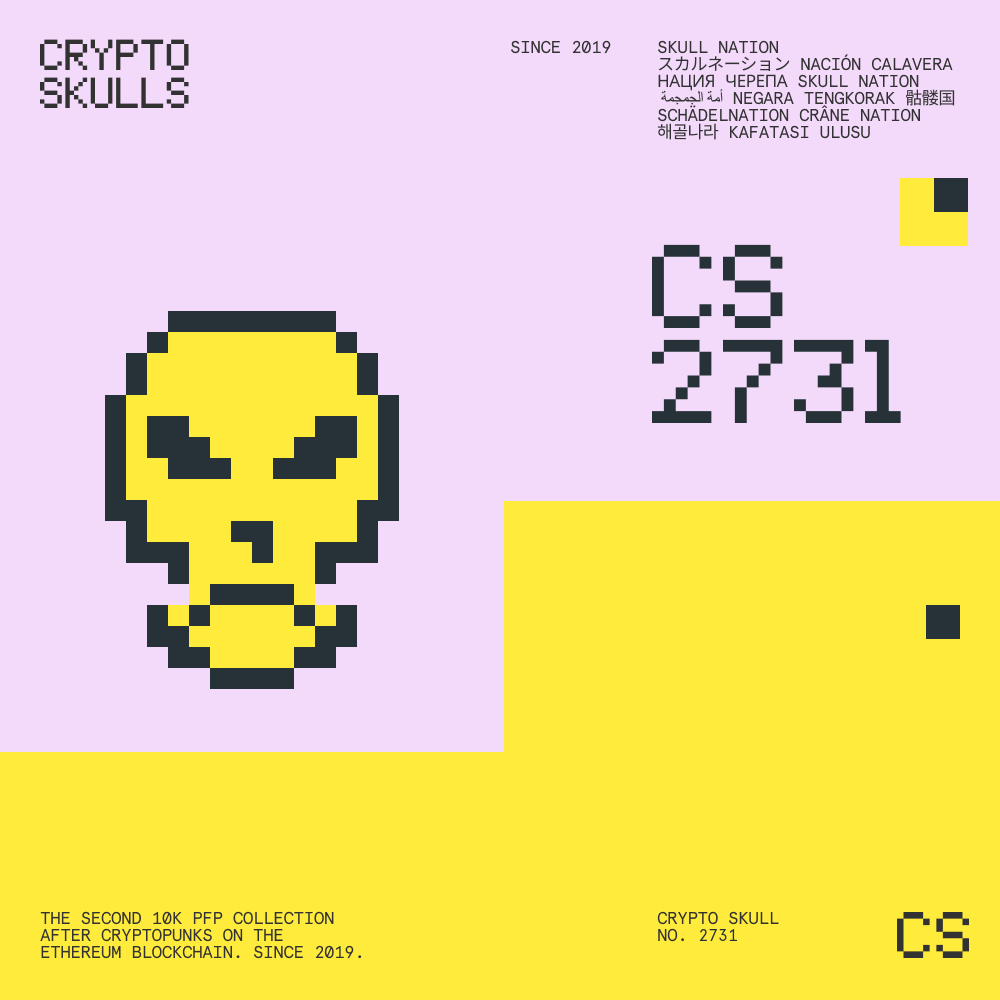 CRYPTO
SKULLS
SINCE 2019
SKULL NATION
スカルネーション NACIÓN CALAVERA
НАЦИЯ ЧЕРЕПА SKULL NATION
أمة الجمجمة NEGARA TENGKORAK 骷髅国
SCHÄDELNATION CRÂNE NATION
해골나라 KAFATASI ULUSU
CS
2731
THE SECOND 10K PFP COLLECTION
AFTER CRYPTOPUNKS ON THE
ETHEREUM BLOCKCHAIN. SINCE 2019.
CRYPTO SKULL
NO. 2731
CS